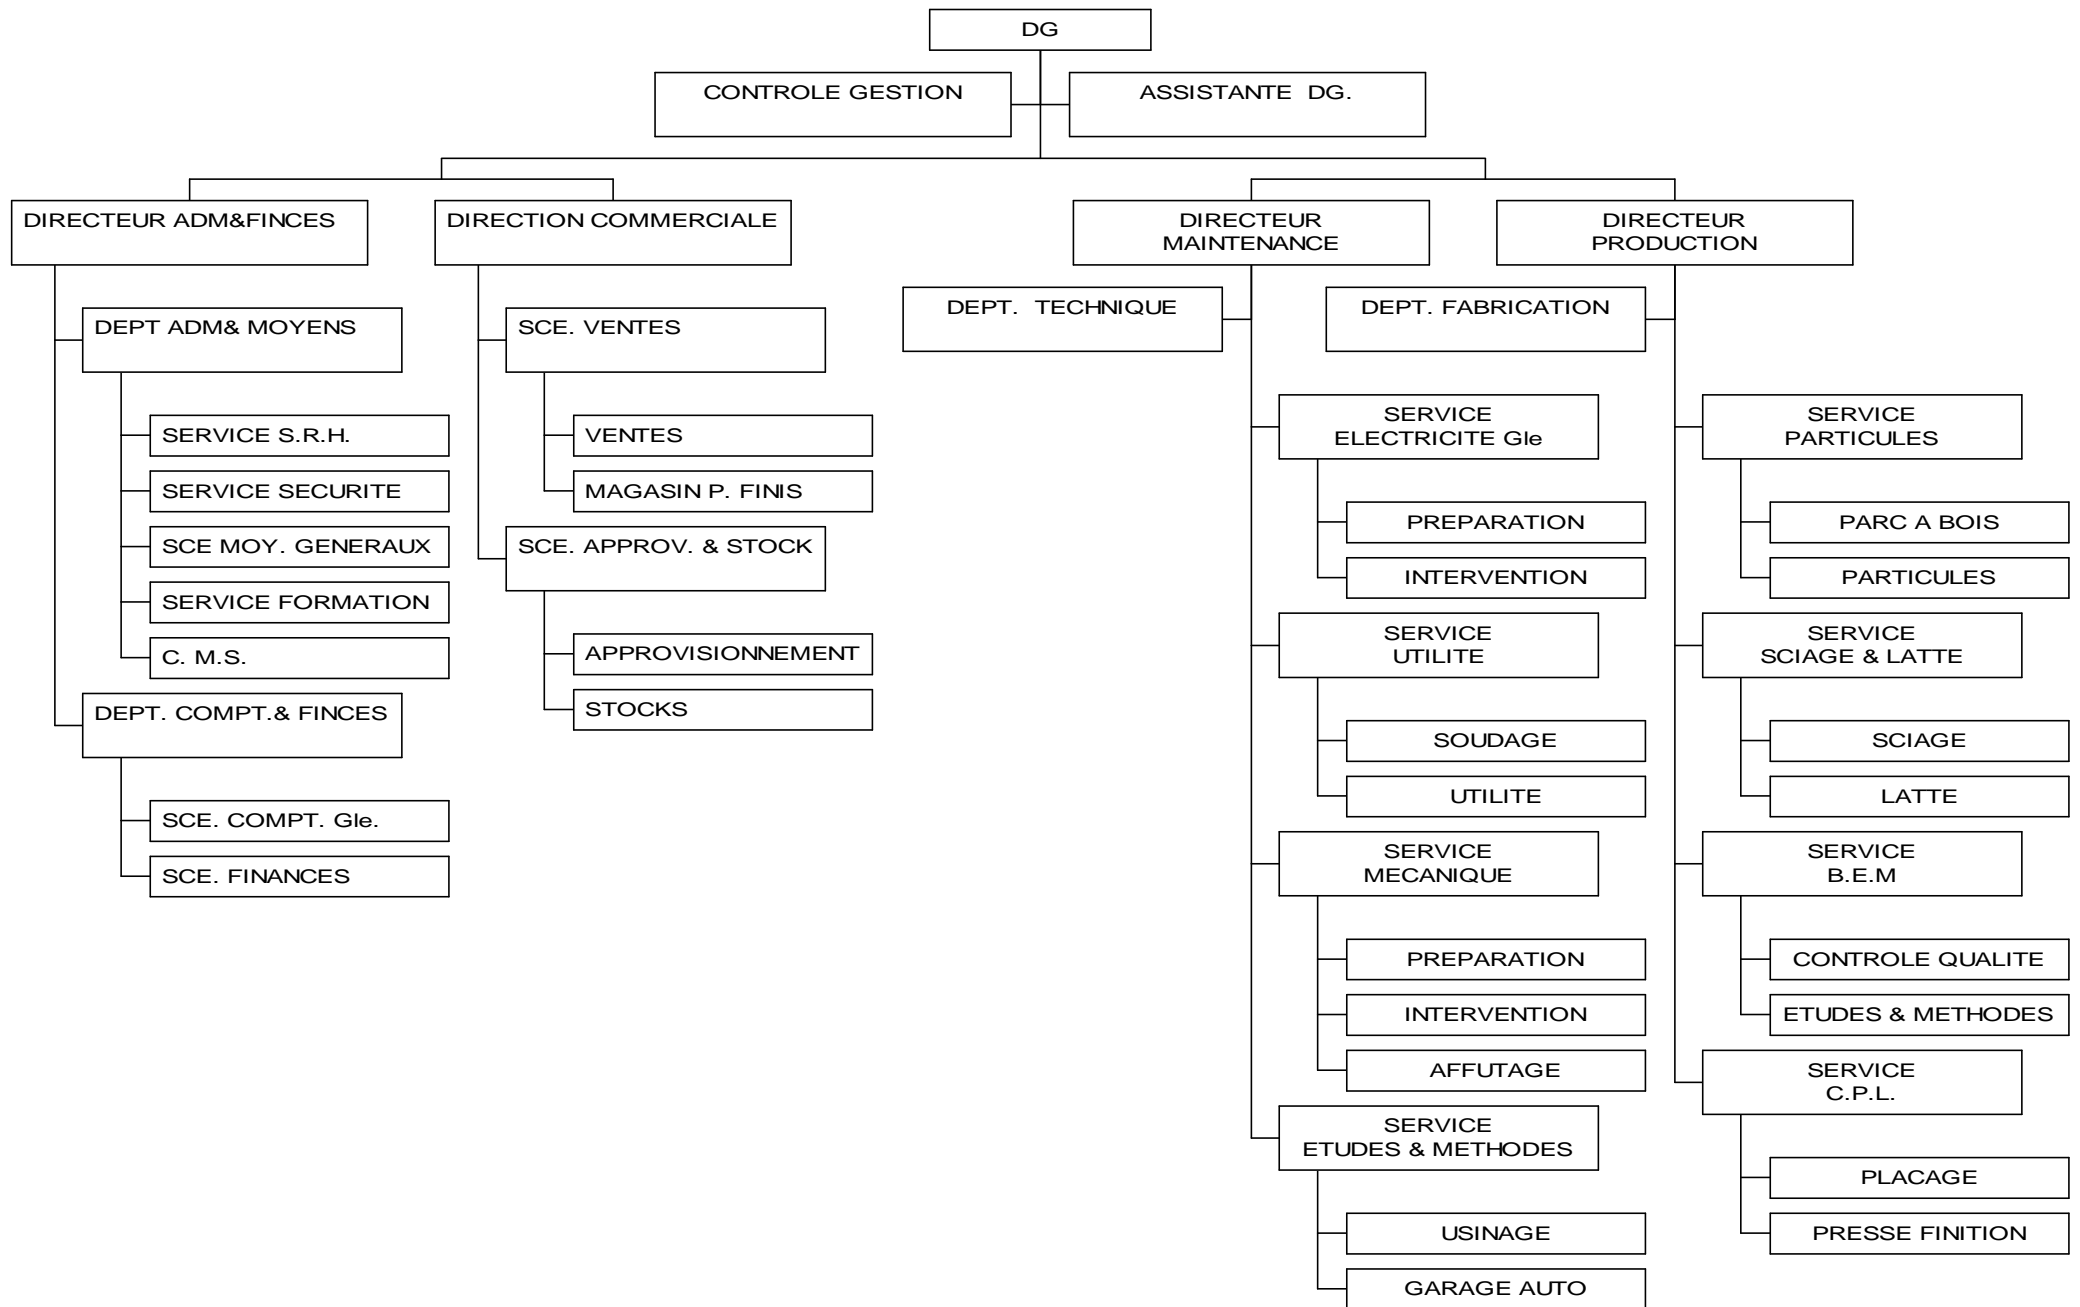 DG
CONTROLE GESTION
ASSISTANTE DG.
DIRECTEUR ADM&FINCES
DIRECTION COMMERCIALE
DIRECTEUR
MAINTENANCE
DIRECTEUR
PRODUCTION
DEPT ADM& MOYENS
SERVICE S.R.H.
SERVICE SECURITE
SCE MOY. GENERAUX
SERVICE FORMATION
C. M.S.
DEPT. COMPT.& FINCES
SCE. COMPT. Gle.
SCE. FINANCES
SCE. VENTES
VENTES
MAGASIN P. FINIS
SCE. APPROV. & STOCK
APPROVISIONNEMENT
STOCKS
DEPT. TECHNIQUE
SERVICE
ELECTRICITE Gle
PREPARATION
INTERVENTION
SERVICE
UTILITE
SOUDAGE
UTILITE
SERVICE
MECANIQUE
PREPARATION
INTERVENTION
AFFUTAGE
SERVICE
ETUDES & METHODES
USINAGE
GARAGE AUTO
DEPT. FABRICATION
SERVICE
PARTICULES
PARC A BOIS
PARTICULES
SERVICE
SCIAGE & LATTE
SCIAGE
LATTE
SERVICE
B.E.M
CONTROLE QUALITE
ETUDES & METHODES
SERVICE
C.P.L.
PLACAGE
PRESSE FINITION